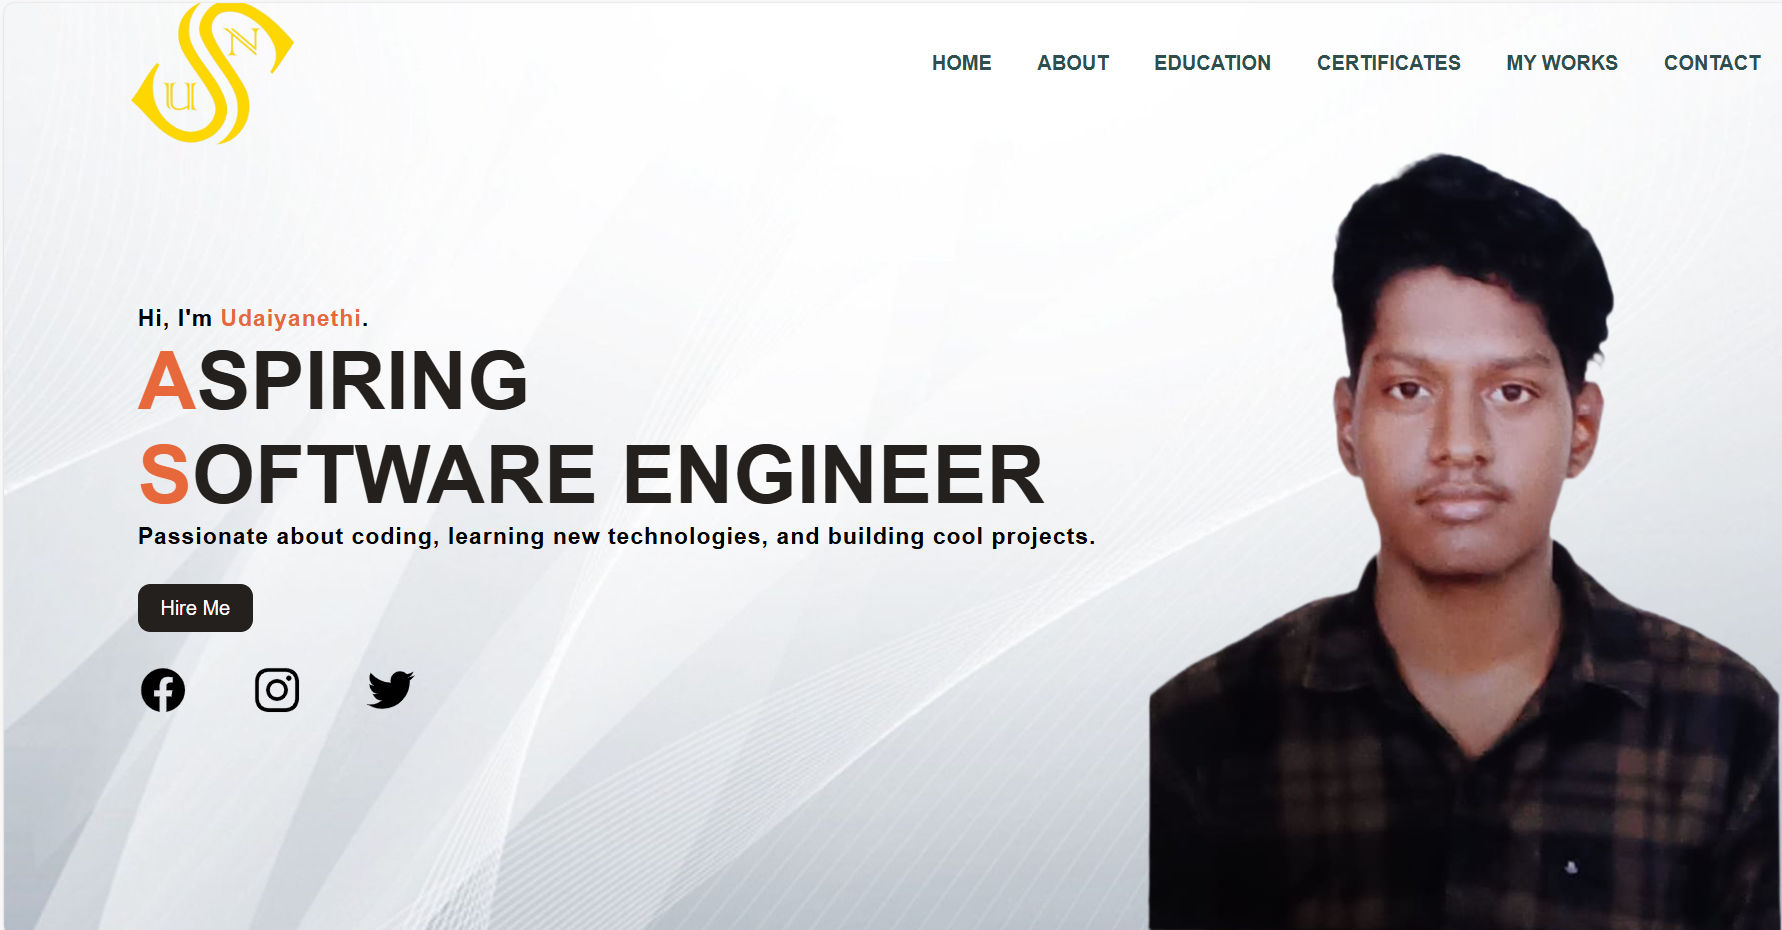 U N
HOME ABOUT EDUCATION CERTIFICATES MY WORKS CONTACT
Hi, I'm Udaiyanethi.
ASPIRING
SOFTWARE ENGINEER
Passionate about coding, learning new technologies, and building cool projects.
Hire Me